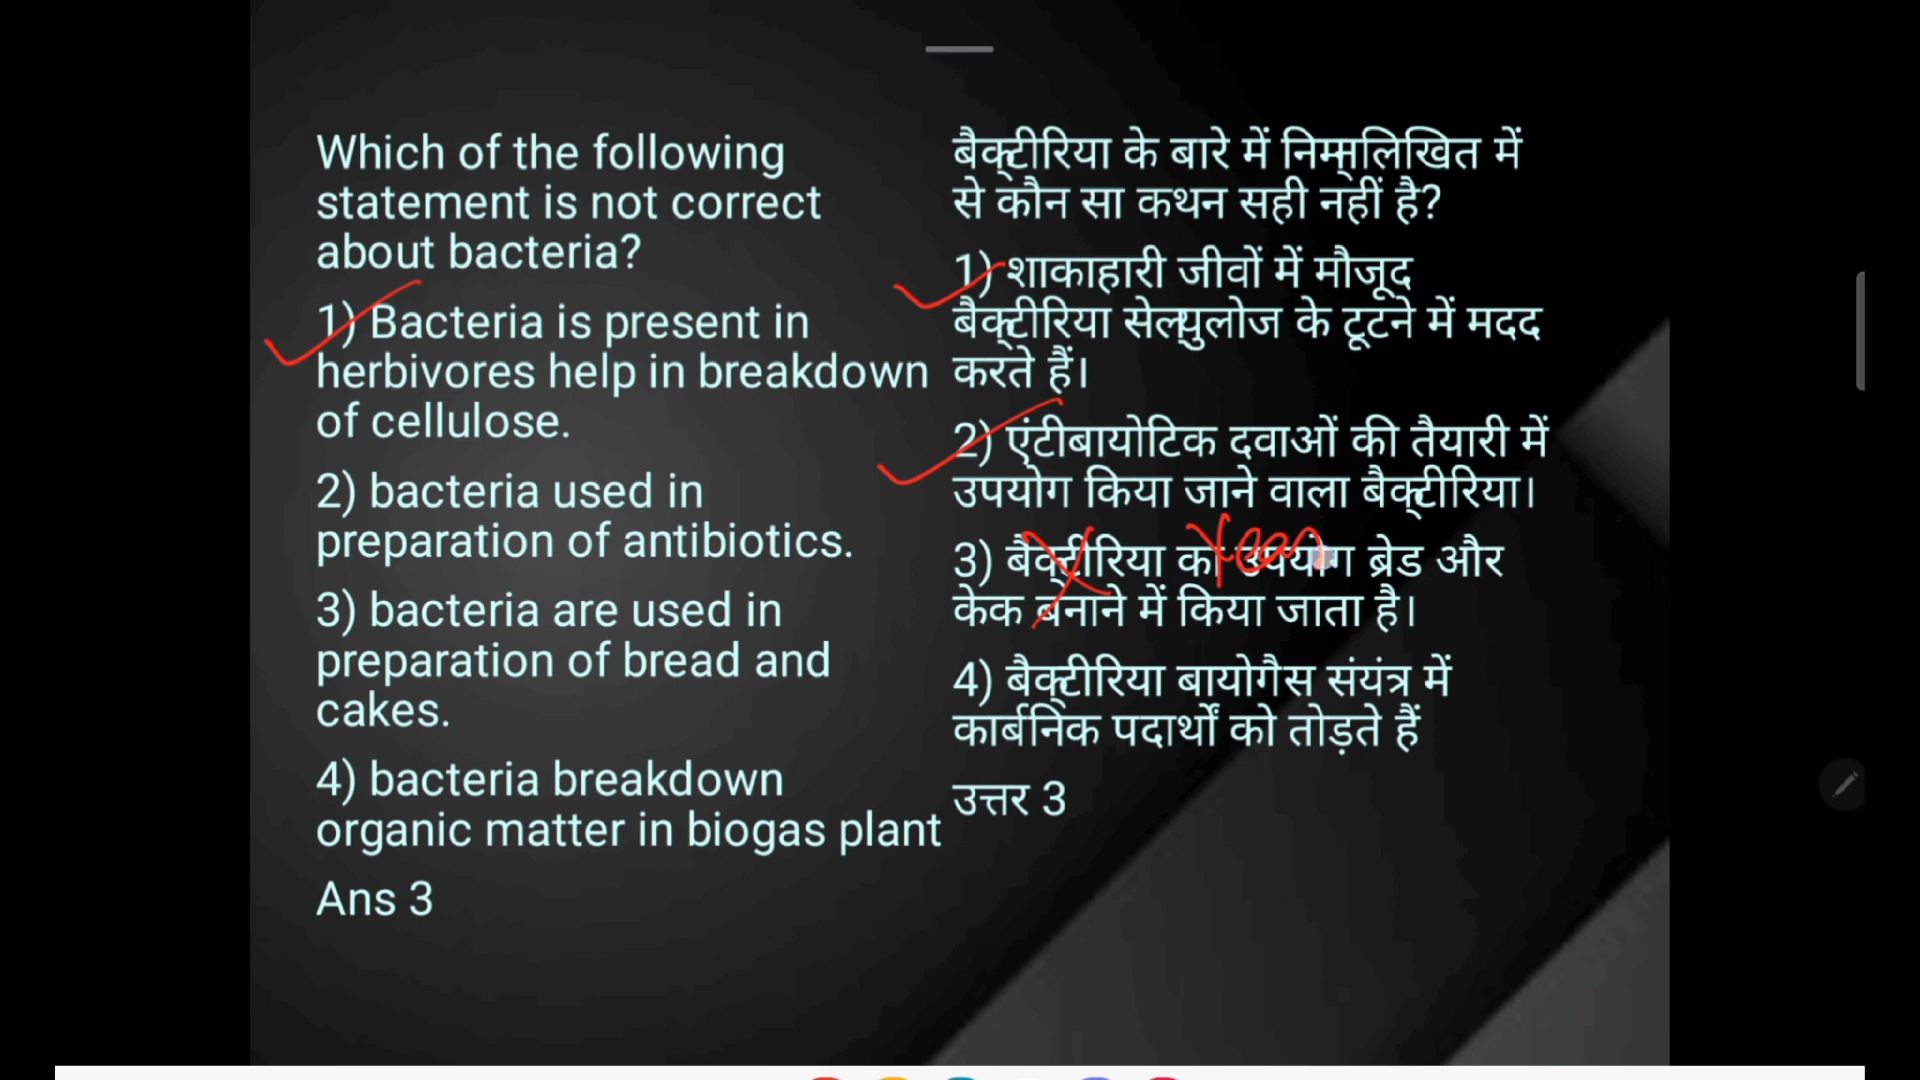 Which of the following
statement is not correct
about bacteria?
1) Bacteria is present in
herbivores help in breakdown
of cellulose.
2) bacteria used in
preparation of antibiotics.
3) bacteria are used in
preparation of bread and
cakes.
4) bacteria breakdown
organic matter in biogas plant
Ans 3
बैक्टीरिया के बारे में निम्नलिखित में
से कौन सा कथन सही नहीं है?
1) शाकाहारी जीवों में मौजूद
बैक्टीरिया सेल्युलोज के टूटने में मदद
करते हैं।
2) एंटीबायोटिक दवाओं की तैयारी में
उपयोग किया जाने वाला बैक्टीरिया।
3) बैक्टीरिया का उपयोग ब्रेड और
केक बनाने में किया जाता है।
4) बैक्टीरिया बायोगैस संयंत्र में
कार्बनिक पदार्थों को तोड़ते हैं
उत्तर 3